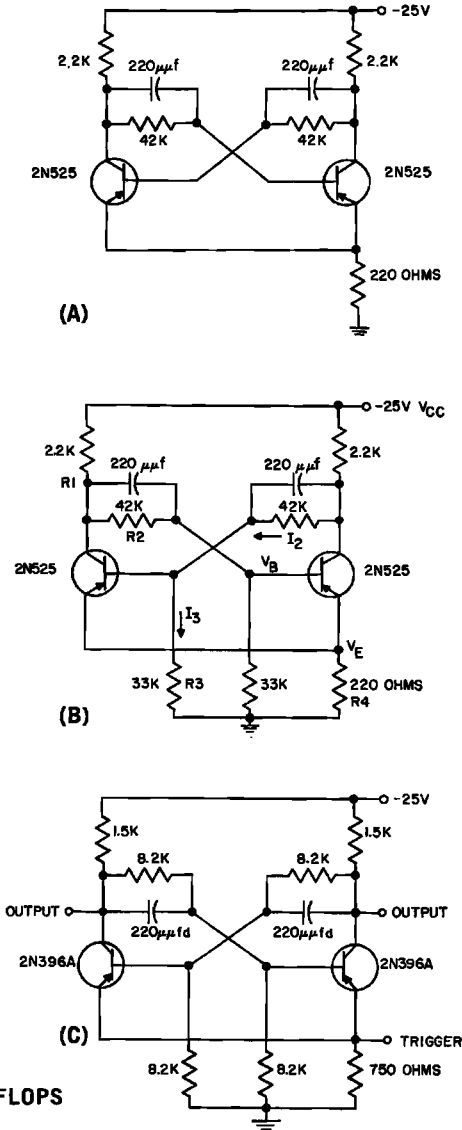 -25V
2.2K
2.2K
220μμf
220μμf
42K
42K
2N525
2N525
220 OHMS
(A)
-25V VCC
2.2K
2.2K
220 μμf
220 μμf
R1
42K
42K
R2
I2
2N525
VB
2N525
I3
VE
33K
R3
33K
220 OHMS
R4
(B)
-25V
1.5K
1.5K
8.2K
8.2K
OUTPUT
OUTPUT
220μμfd
220μμfd
2N396A
2N396A
(C)
TRIGGER
8.2K
8.2K
750 OHMS
FLOPS